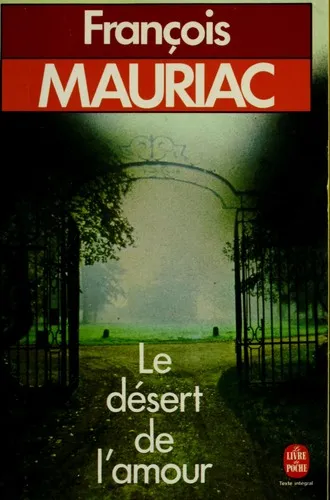 François
MAURIAC
Le
désert
de
l'amour
Le
LIVRE
de
POCHE
Texte intégral